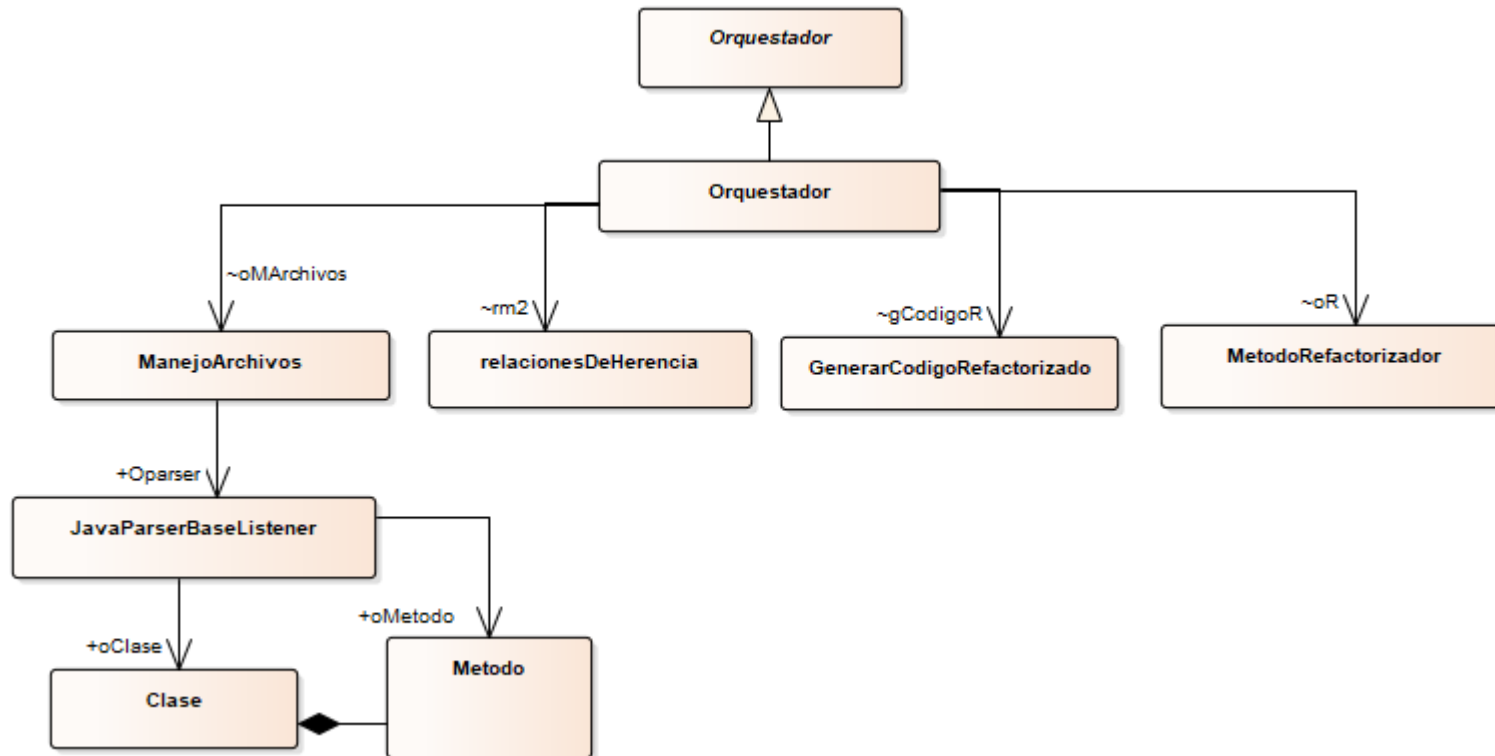 Orquestador
Orquestador
~oMArchivos
~rm2
~gCodigoR
~oR
ManejoArchivos
relacionesDeHerencia
GenerarCodigoRefactorizado
MetodoRefactorizador
+Oparser
JavaParserBaseListener
+oMetodo
+oClase
Clase
Metodo